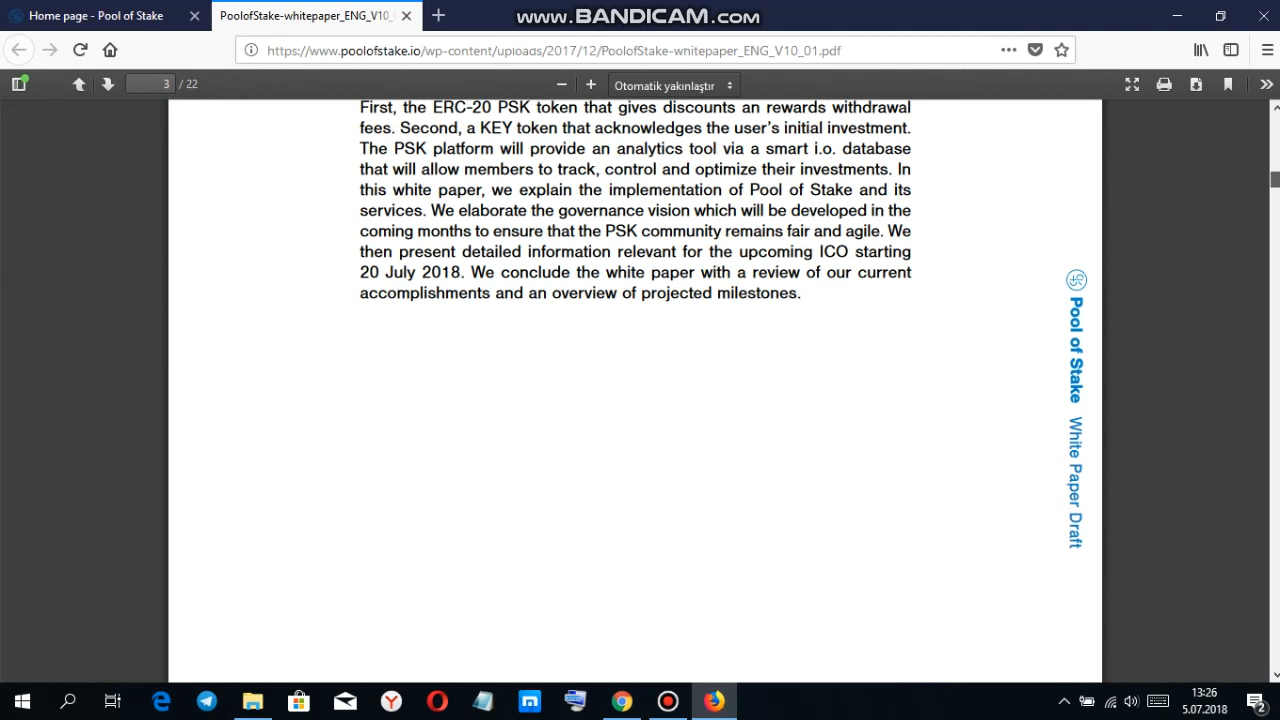 Home page - Pool of Stake
PoolofStake-whitepaper_ENG_V10_
www.BANDICAM.com
https://www.poolofstake.io/wp-content/uploads/2017/12/PoolofStake-whitepaper_ENG_V10_01.pdf
3 / 22
Otomatik yakınlaştır
First, the ERC-20 PSK token that gives discounts an rewards withdrawal
fees. Second, a KEY token that acknowledges the user's initial investment.
The PSK platform will provide an analytics tool via a smart i.o. database
that will allow members to track, control and optimize their investments. In
this white paper, we explain the implementation of Pool of Stake and its
services. We elaborate the governance vision which will be developed in the
coming months to ensure that the PSK community remains fair and agile. We
then present detailed information relevant for the upcoming ICO starting
20 July 2018. We conclude the white paper with a review of our current
accomplishments and an overview of projected milestones.
Pool of Stake White Paper Draft
13:26
5.07.2018
2